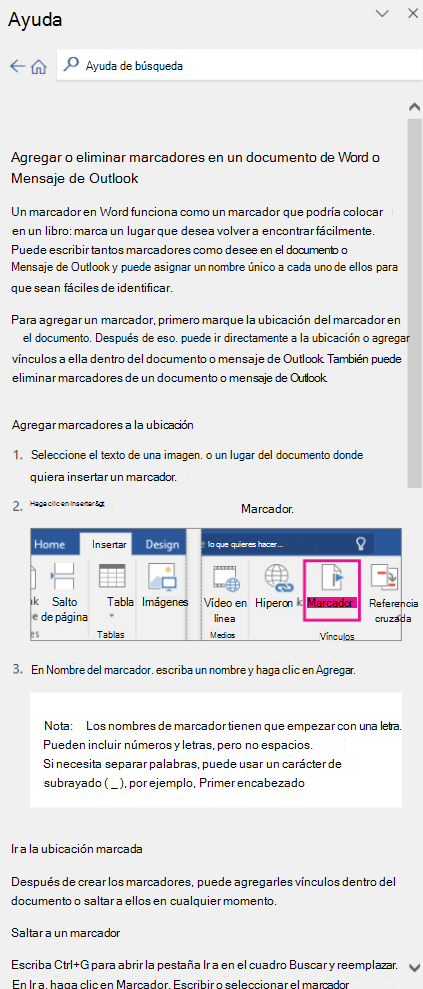 Ayuda
Ayuda de búsqueda
Agregar o eliminar marcadores en un documento de Word o
Mensaje de Outlook
Un marcador en Word funciona como un marcador que podría colocar
en un libro: marca un lugar que desea volver a encontrar fácilmente.
Puede escribir tantos marcadores como desee en el documento o
Mensaje de Outlook y puede asignar un nombre único a cada uno de ellos para
que sean fáciles de identificar.
Para agregar un marcador, primero marque la ubicación del marcador en
el documento. Después de eso. puede ir directamente a la ubicación o agregar
vínculos a ella dentro del documento o mensaje de Outlook. También puede
eliminar marcadores de un documento o mensaje de Outlook.
Agregar marcadores a la ubicación
1. Seleccione el texto de una imagen. o un lugar del documento donde
quiera insertar un marcador.
2. Haga clic en Insertar&gt; Marcador.
Home Insertar Design lo que quieres hacer...
Salto Tabla Imágenes Vídeo en Hiperon k Marcador Referencia
de página línea cruzada
es Tablas Medios Vínculos
3. En Nombre del marcador. escriba un nombre y haga clic en Agregar.
Nota: Los nombres de marcador tienen que empezar con una letra.
Pueden incluir números y letras, pero no espacios.
Si necesita separar palabras, puede usar un carácter de
subrayado ( _ ), por ejemplo, Primer encabezado
Ir a la ubicación marcada
Después de crear los marcadores, puede agregarles vínculos dentro del
documento o saltar a ellos en cualquier momento.
Saltar a un marcador
Escriba Ctrl+G para abrir la pestaña Ir a en el cuadro Buscar y reemplazar.
En Ir a, haga clic en Marcador. Escribir o seleccionar el marcador